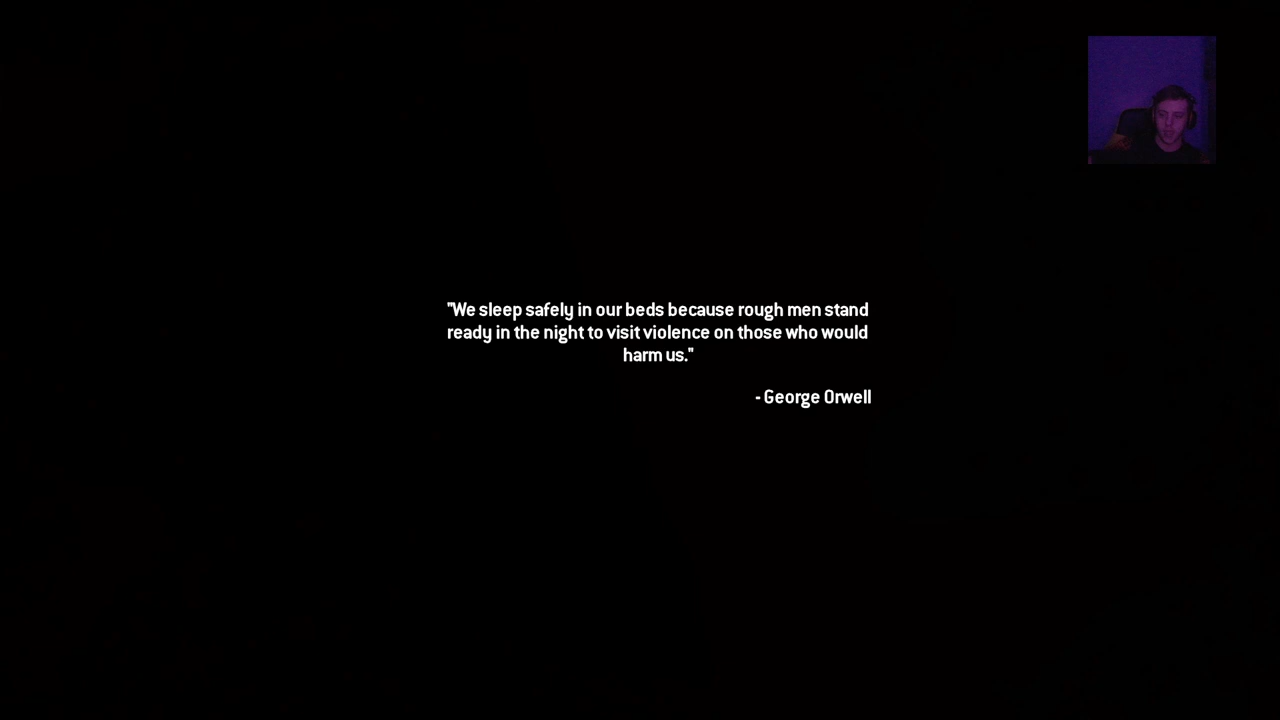 "We sleep safely in our beds because rough men stand
ready in the night to visit violence on those who would
harm us."
- George Orwell